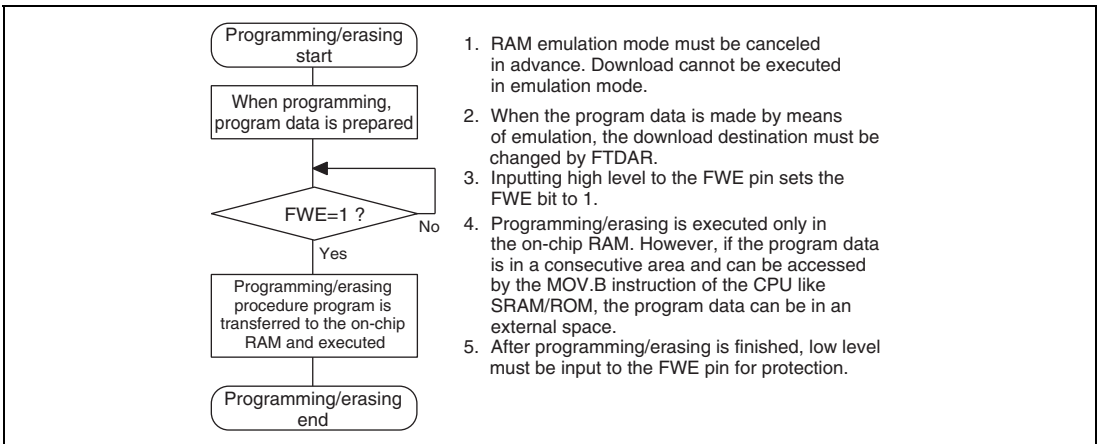 Programming/erasing
start
When programming,
program data is prepared
FWE=1 ?
No
Yes
Programming/erasing
procedure program is
transferred to the on-chip
RAM and executed
Programming/erasing
end
1. RAM emulation mode must be canceled
in advance. Download cannot be executed
in emulation mode.
2. When the program data is made by means
of emulation, the download destination must be
changed by FTDAR.
3. Inputting high level to the FWE pin sets the
FWE bit to 1.
4. Programming/erasing is executed only in
the on-chip RAM. However, if the program data
is in a consecutive area and can be accessed
by the MOV.B instruction of the CPU like
SRAM/ROM, the program data can be in an
external space.
5. After programming/erasing is finished, low level
must be input to the FWE pin for protection.